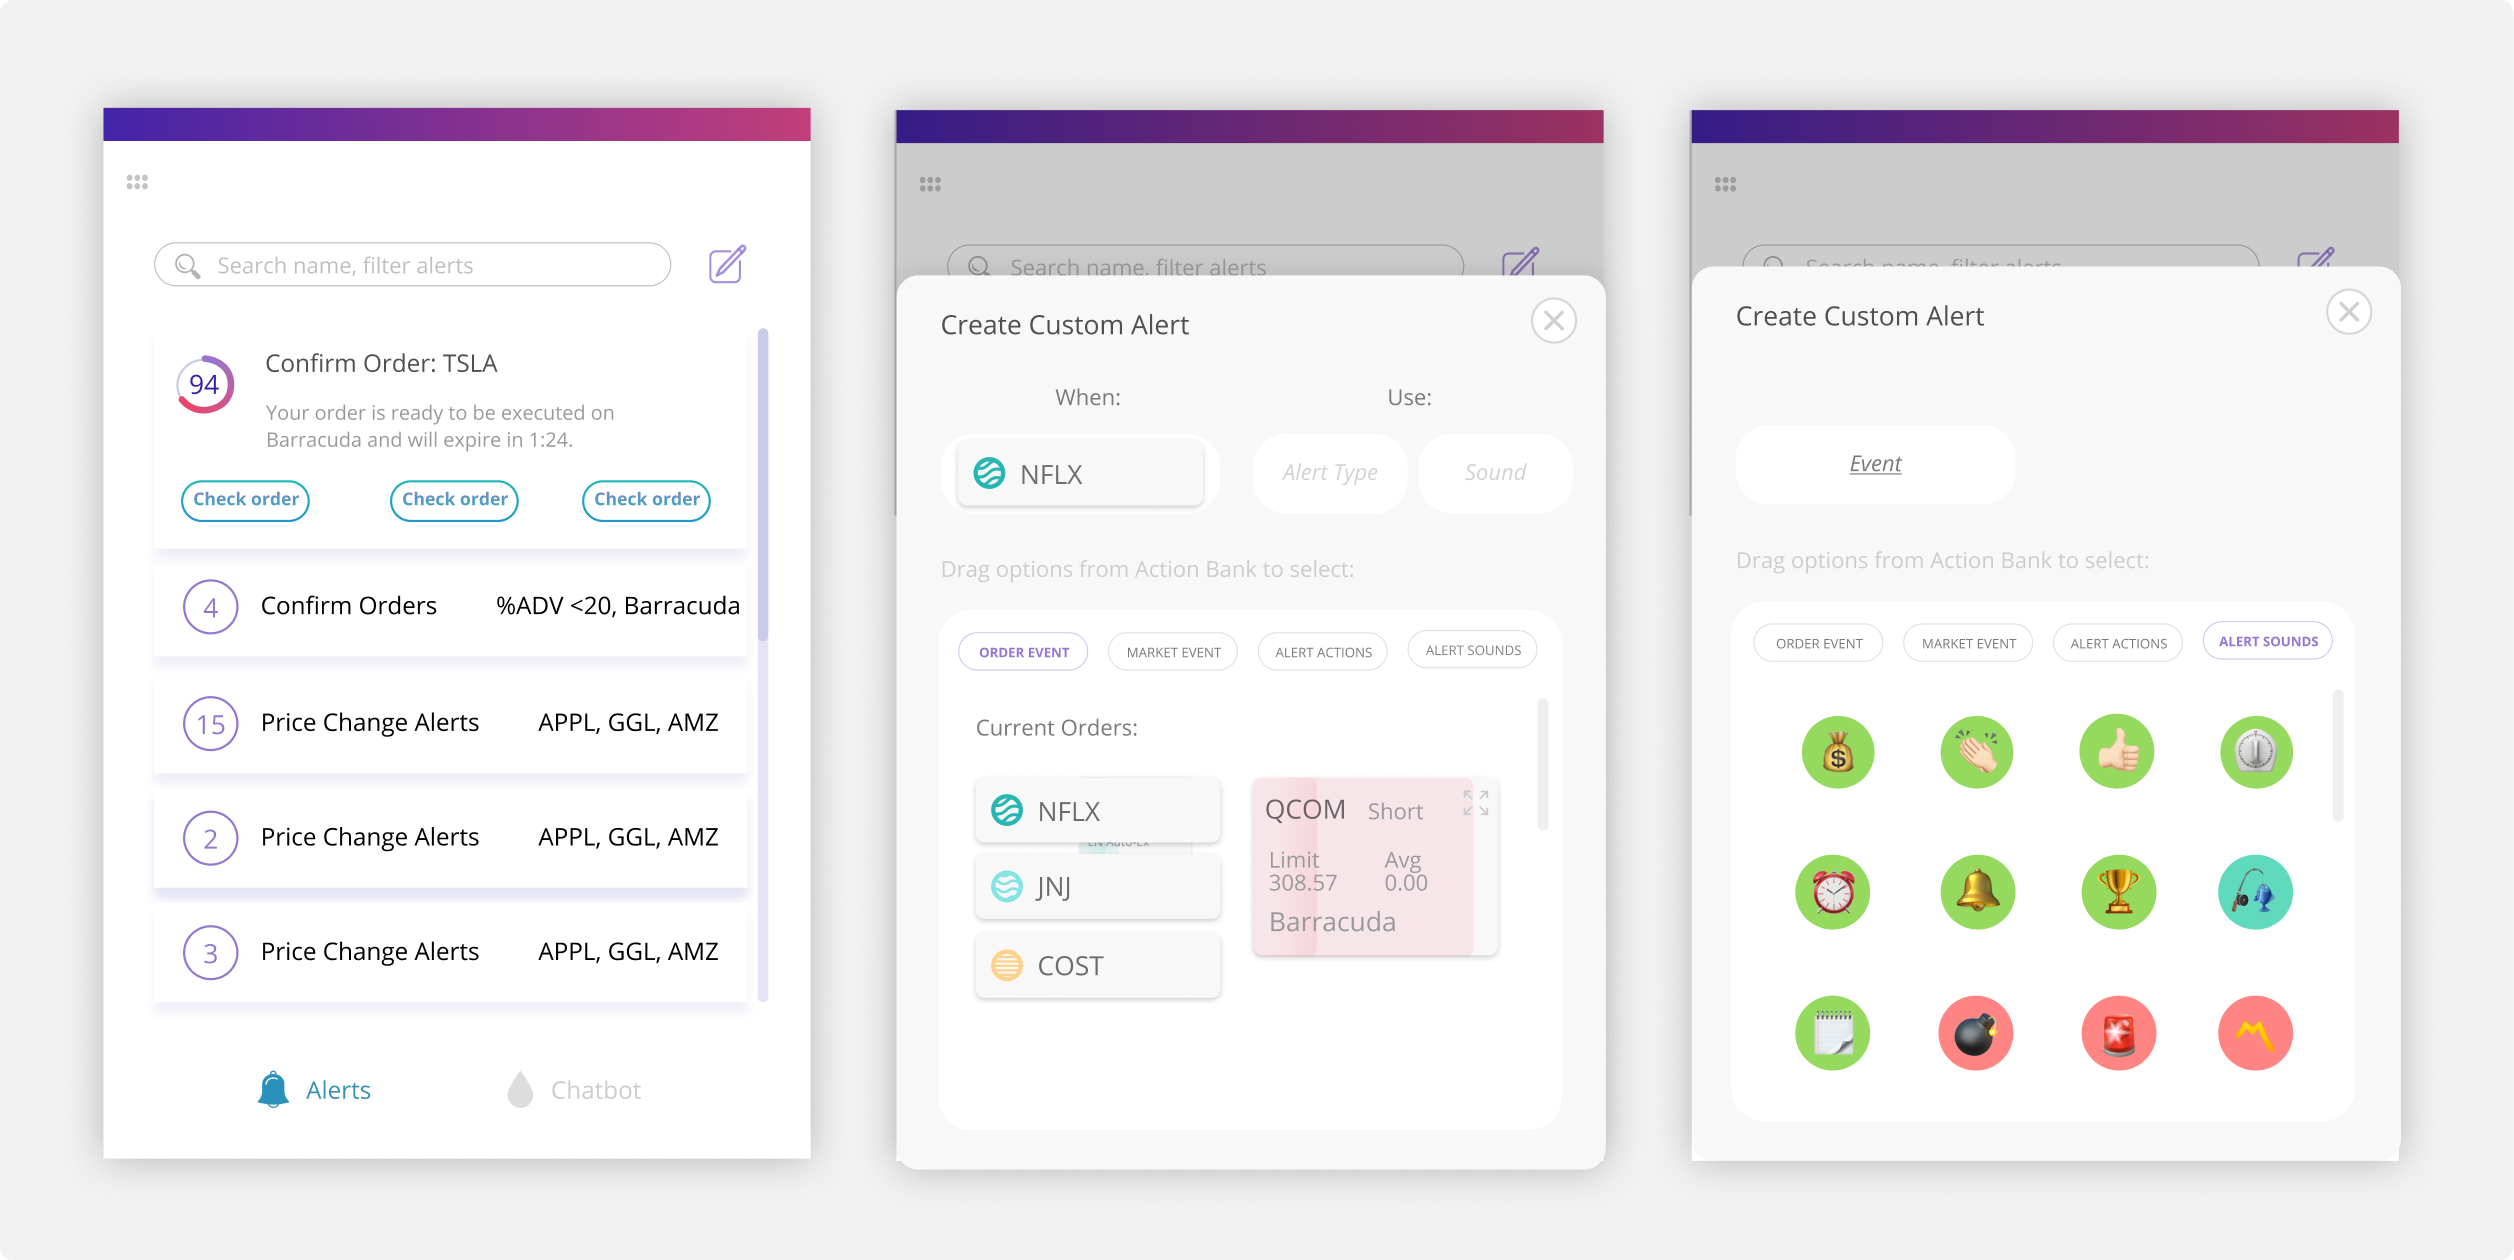 Search name, filter alerts
94
Confirm Order: TSLA
Your order is ready to be executed on
Barracuda and will expire in 1:24.
Check order
Check order
Check order
4
Confirm Orders
%ADV <20, Barracuda
15
Price Change Alerts
APPL, GGL, AMZ
2
Price Change Alerts
APPL, GGL, AMZ
3
Price Change Alerts
APPL, GGL, AMZ
Alerts
Chatbot
Search name, filter alerts
Create Custom Alert
When:
Use:
NFLX
Alert Type
Sound
Drag options from Action Bank to select:
ORDER EVENT
MARKET EVENT
ALERT ACTIONS
ALERT SOUNDS
Current Orders:
NFLX
JNJ
COST
QCOM
Short
Limit
Avg
308.57
0.00
Barracuda
Search name, filter alerts
Create Custom Alert
Event
Drag options from Action Bank to select:
ORDER EVENT
MARKET EVENT
ALERT ACTIONS
ALERT SOUNDS